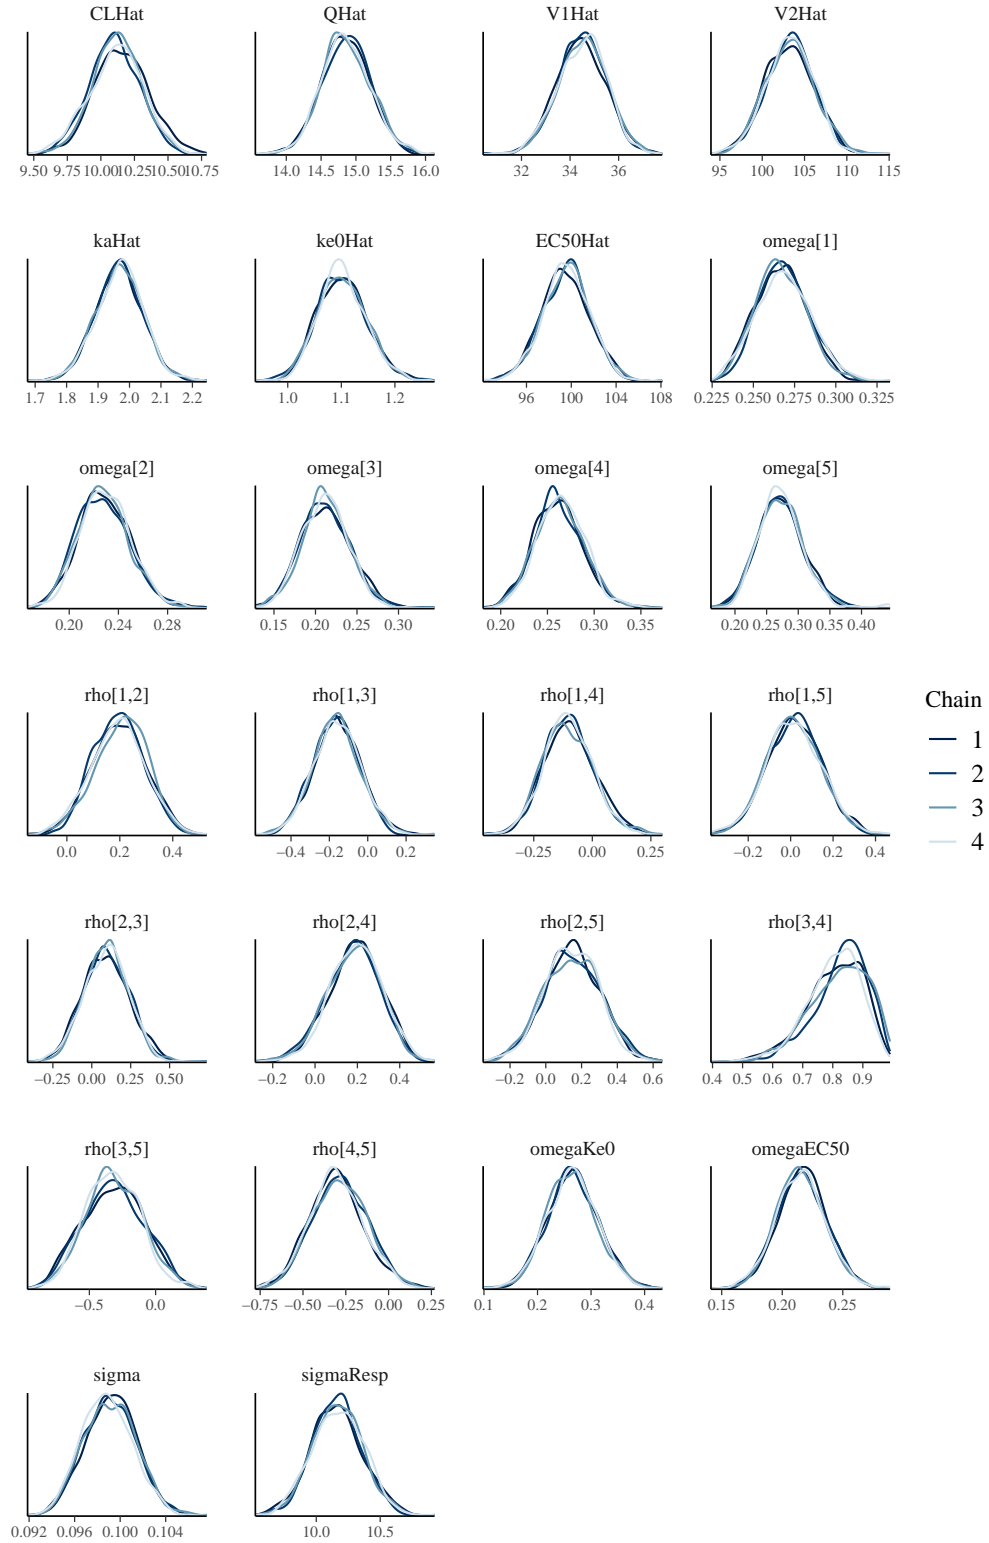 CLHat QHat V1Hat V2Hat
9.50 9.75 10.00 10.25 10.50 10.75 14.0 14.5 15.0 15.5 16.0 32 34 36 95 100 105 110 115
kaHat ke0Hat EC50Hat omega[1]
1.7 1.8 1.9 2.0 2.1 2.2 1.0 1.1 1.2 96 100 104 108 0.225 0.250 0.275 0.300 0.325
omega[2] omega[3] omega[4] omega[5]
0.20 0.24 0.28 0.15 0.20 0.25 0.30 0.20 0.25 0.30 0.35 0.20 0.25 0.30 0.35 0.40
rho[1,2] rho[1,3] rho[1,4] rho[1,5]
0.0 0.2 0.4 −0.4 −0.2 0.0 0.2 −0.25 0.00 0.25 −0.2 0.0 0.2 0.4
Chain
1
2
3
4
rho[2,3] rho[2,4] rho[2,5] rho[3,4]
−0.25 0.00 0.25 0.50 −0.2 0.0 0.2 0.4 −0.2 0.0 0.2 0.4 0.6 0.4 0.5 0.6 0.7 0.8 0.9
rho[3,5] rho[4,5] omegaKe0 omegaEC50
−0.5 0.0 −0.75 −0.50 −0.25 0.00 0.25 0.1 0.2 0.3 0.4 0.15 0.20 0.25
sigma sigmaResp
0.092 0.096 0.100 0.104 10.0 10.5